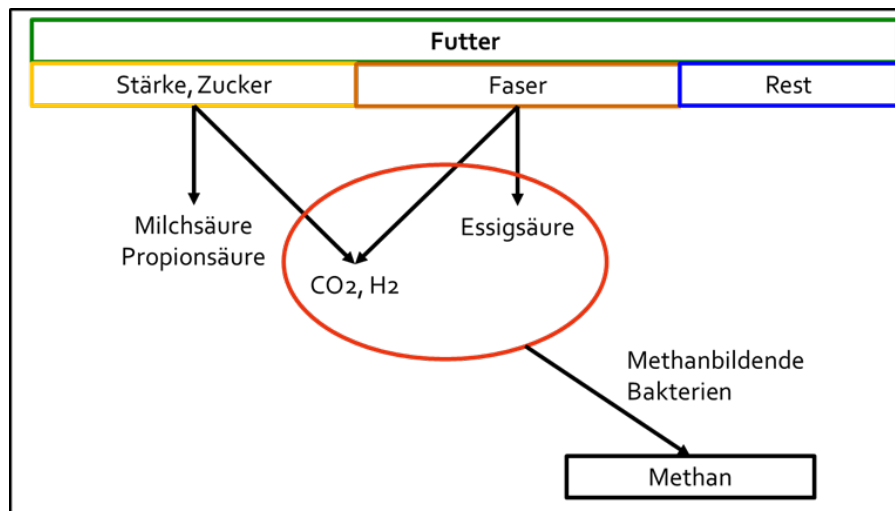 Futter
Stärke, Zucker
Faser
Rest
Milchsäure
Propionsäure
Essigsäure
CO2, H2
Methanbildende
Bakterien
Methan